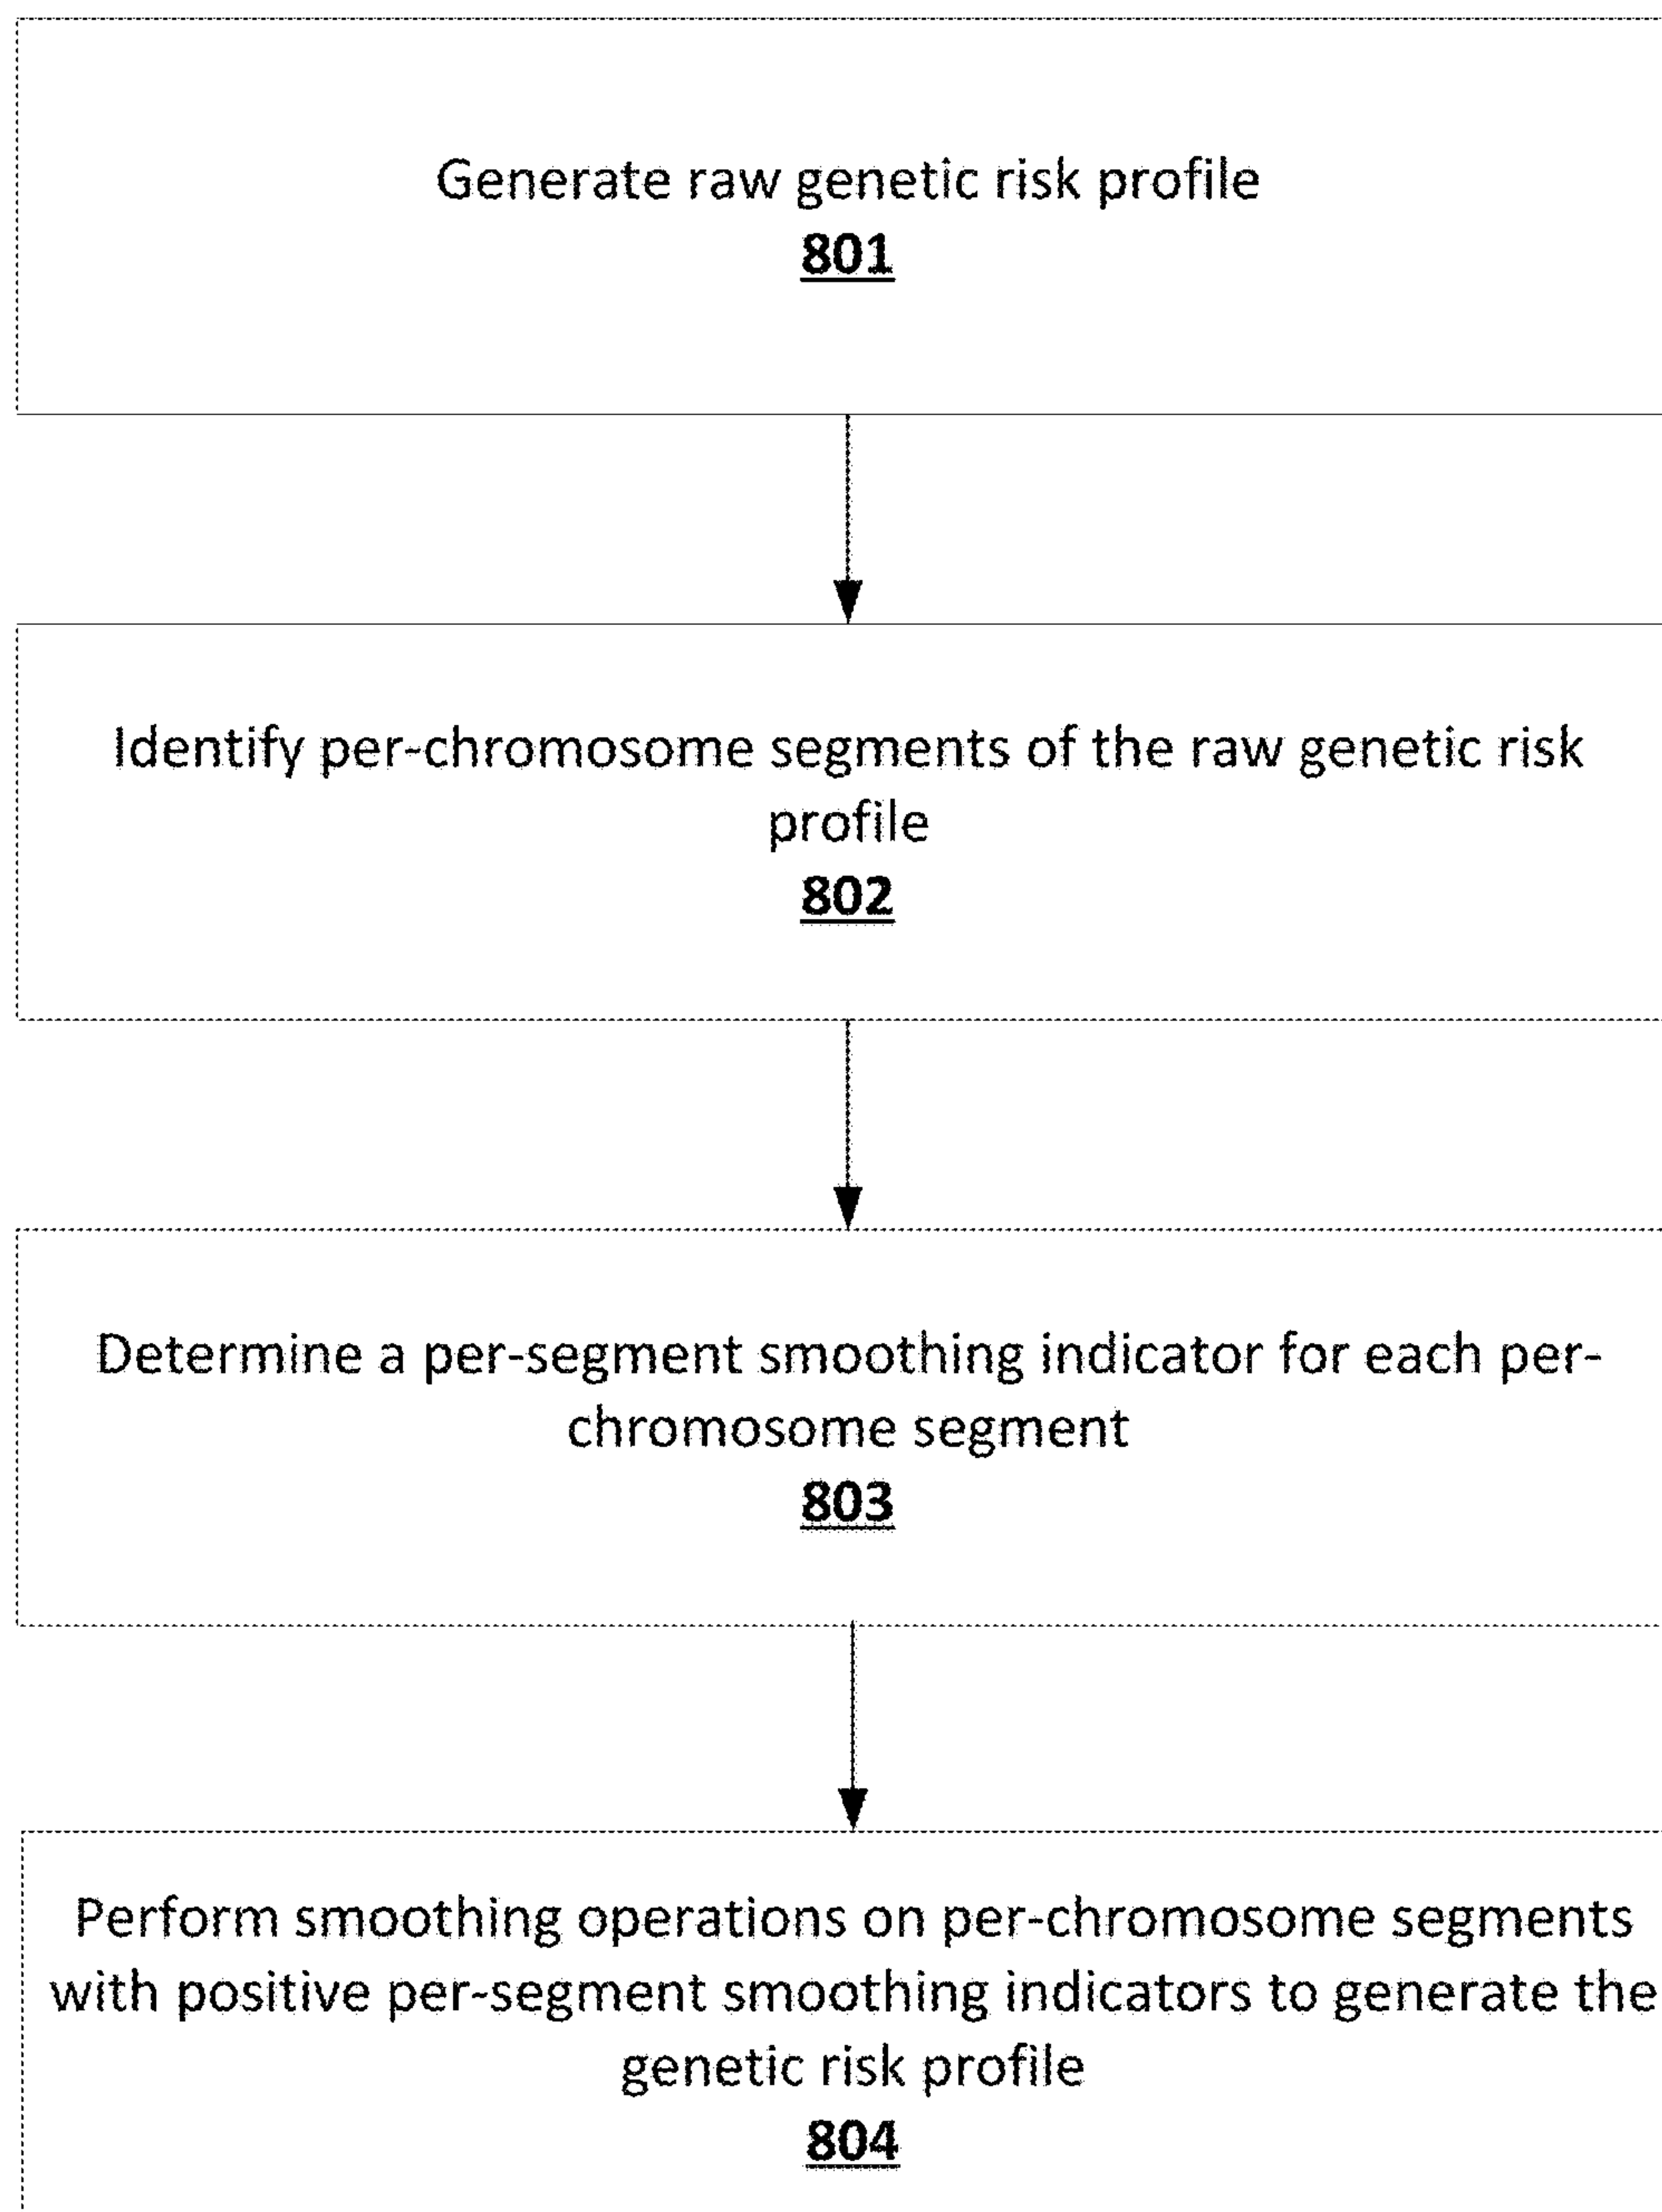 Generate raw genetic risk profile
801
Identify per-chromosome segments of the raw genetic risk
profile
802
Determine a per-segment smoothing indicator for each per-
chromosome segment
803
Perform smoothing operations on per-chromosome segments
with positive per-segment smoothing indicators to generate the
genetic risk profile
804